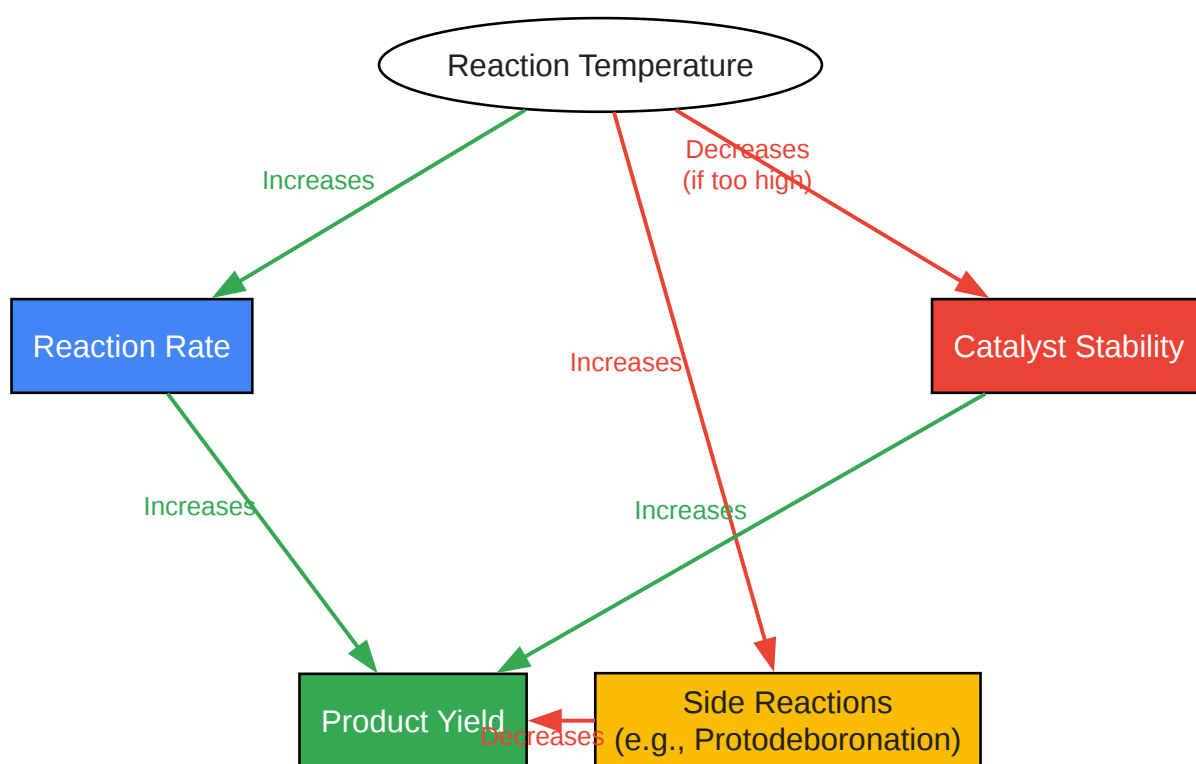 Reaction Temperature
Decreases
(if too high)
Increases
Reaction Rate
Increases
Catalyst Stability
Increases
Increases
Product Yield
Decreases
Side Reactions
(e.g., Protodeboronation)